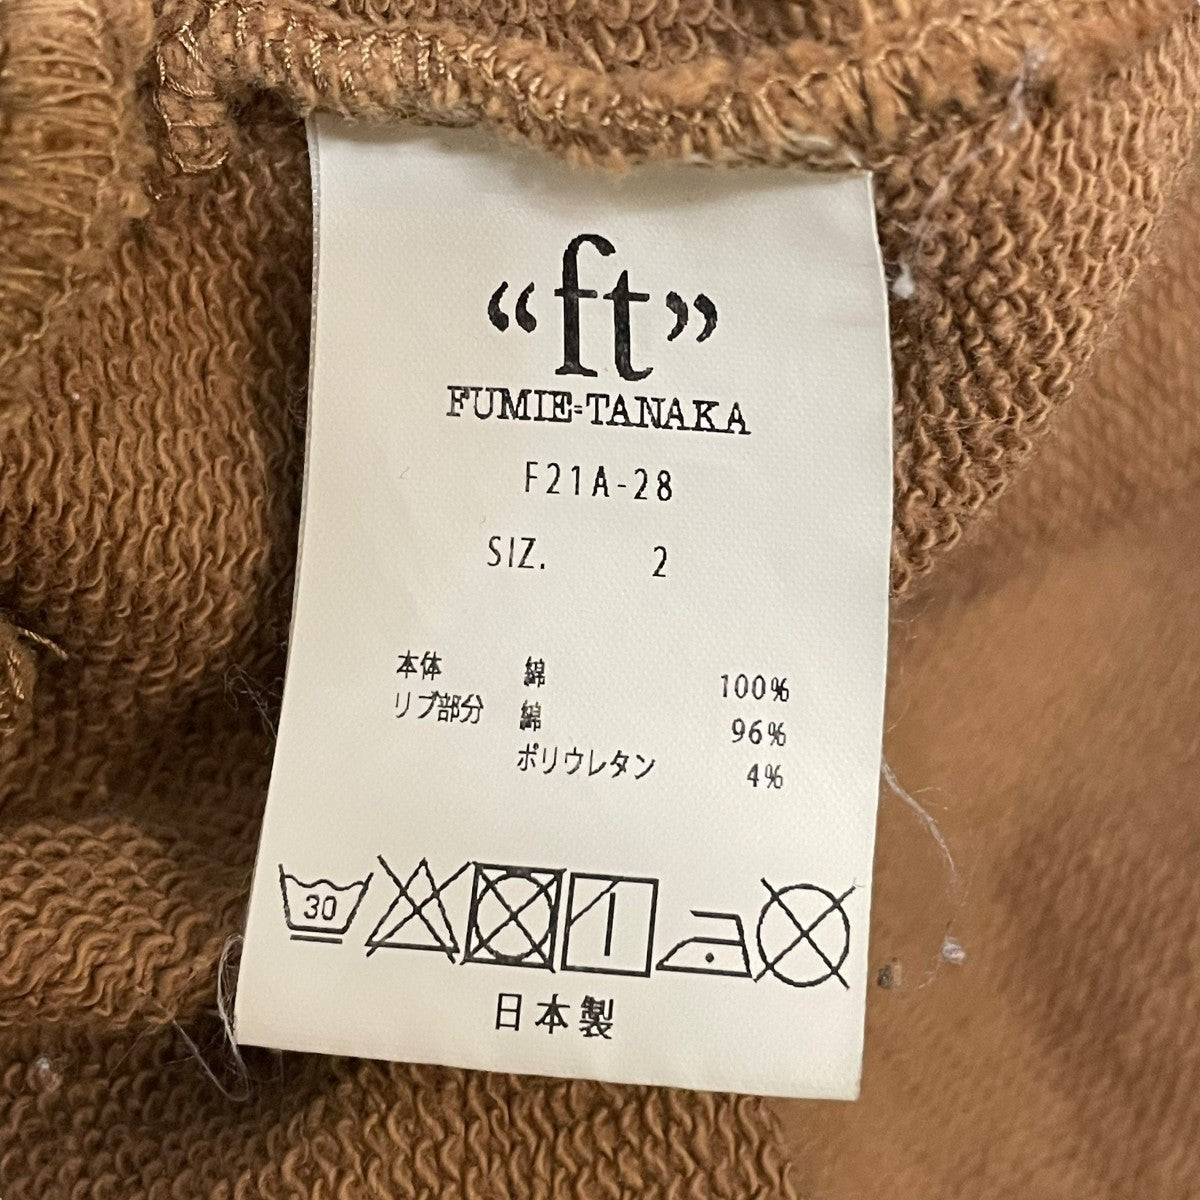 “ft”
FUMIE=TANAKA
F21A-28
SIZ. 2
本体 綿 100%
リブ部分 綿 96%
ポリウレタン 4%
30
日本製